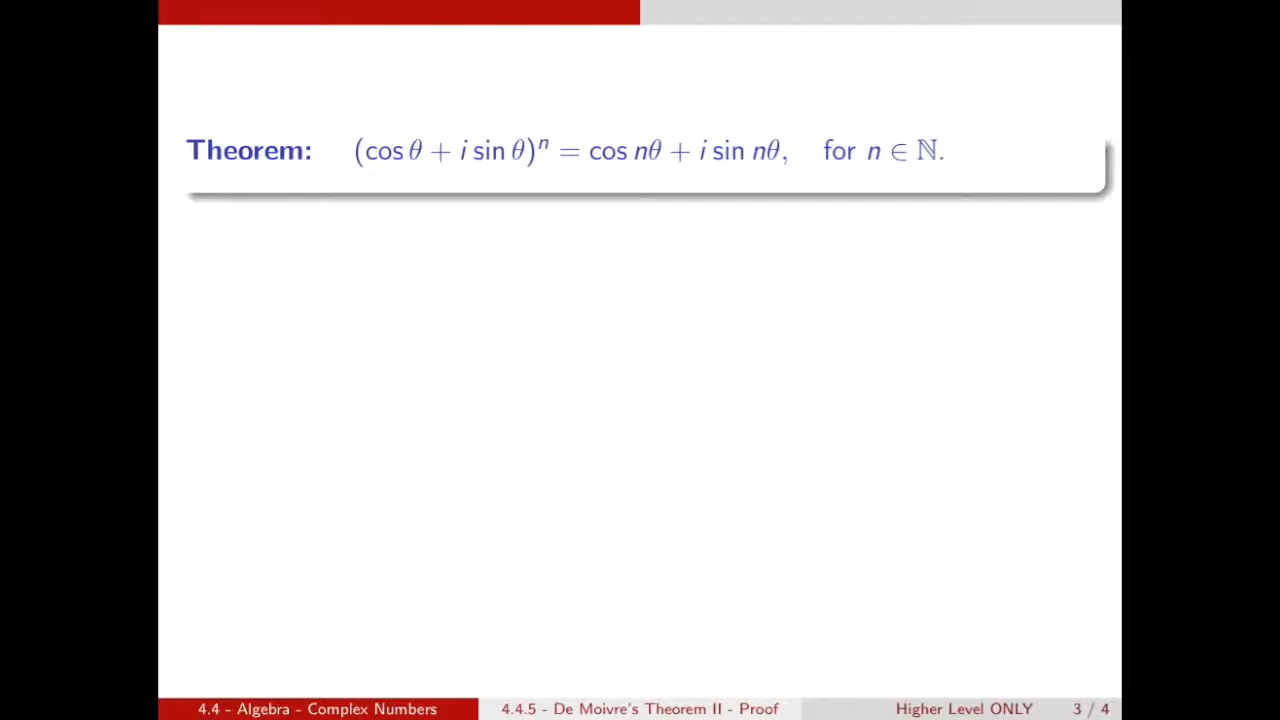 Theorem: (cos θ + i sin θ)ⁿ = cos nθ + i sin nθ, for n ∈ ℕ.
4.4 - Algebra - Complex Numbers 4.4.5 - De Moivre's Theorem II - Proof Higher Level ONLY 3 / 4